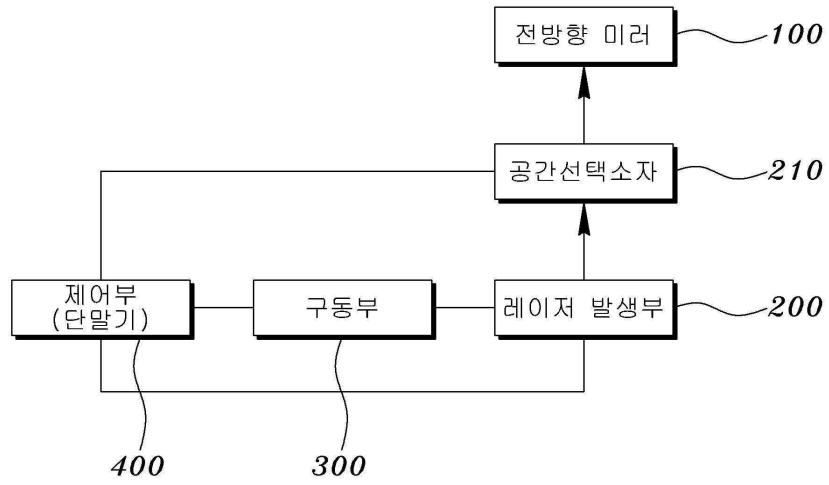 전방향 미러
100
공간선택소자
210
제어부
(단말기)
구동부
레이저 발생부
200
400
300